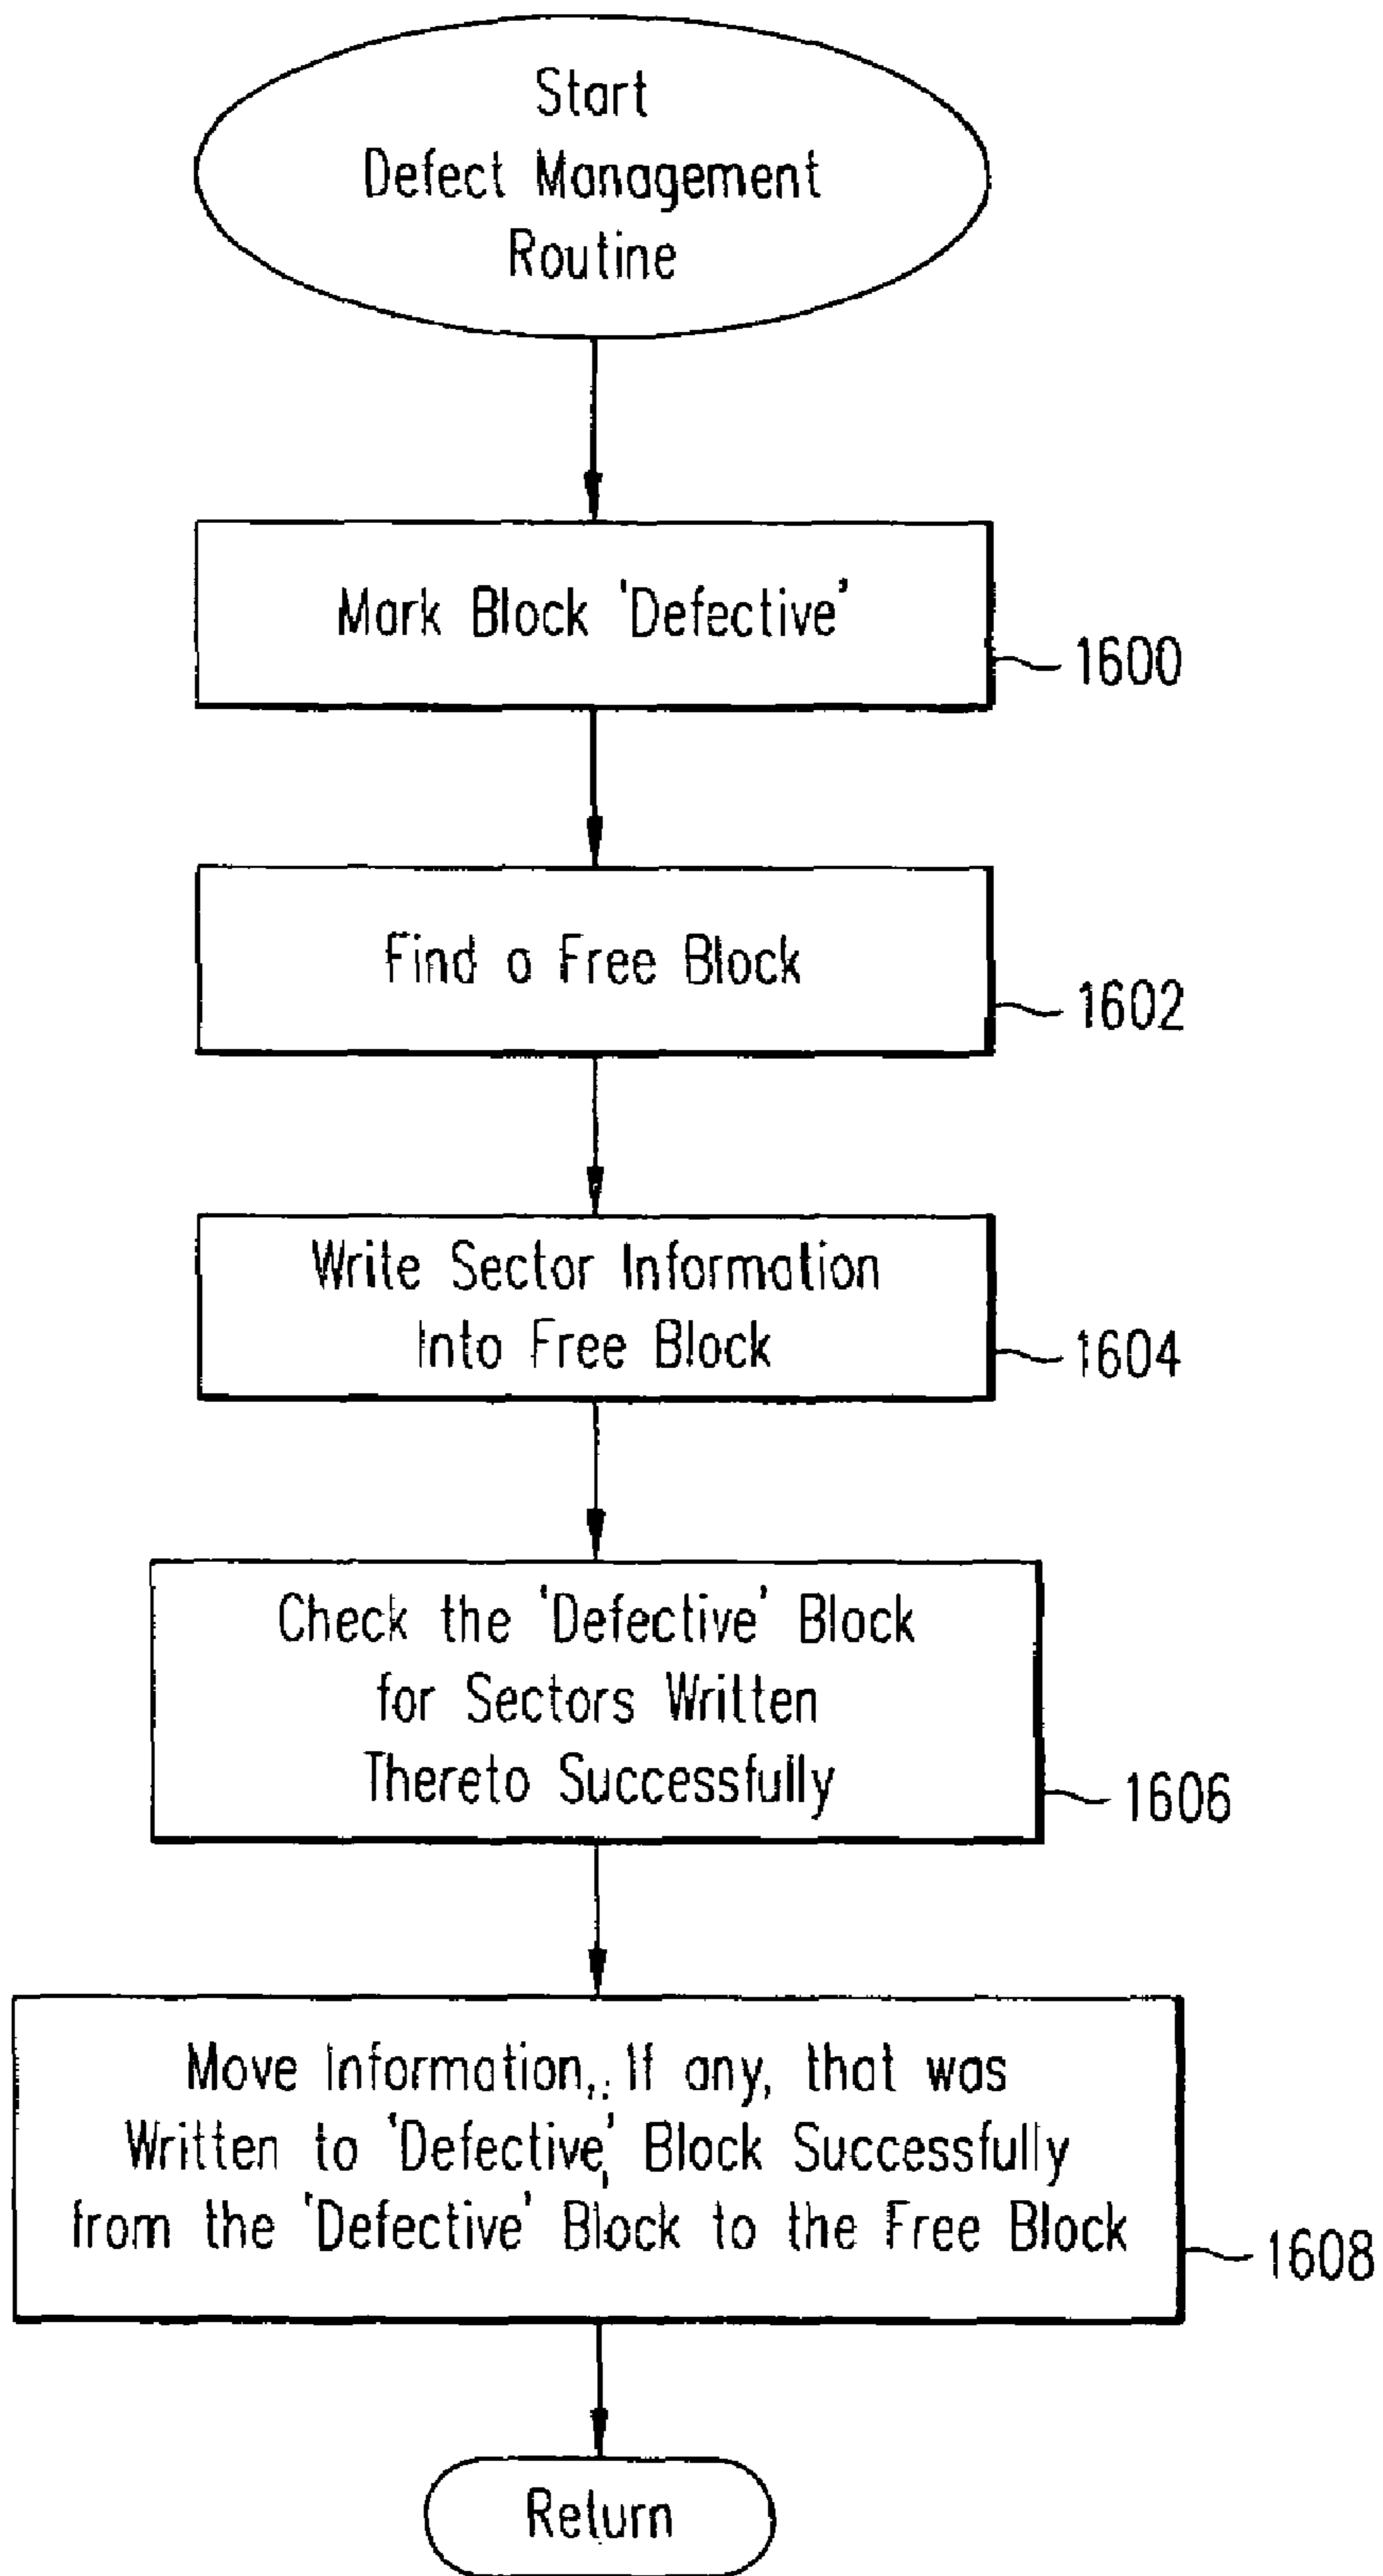 Start
Defect Management
Routine
Mark Block 'Defective'
1600
Find a Free Block
1602
Write Sector Information
Into Free Block
1604
Check the 'Defective' Block
for Sectors Written
Thereto Successfully
1606
Move Information, If any, that was
Written to 'Defective' Block Successfully
from the 'Defective' Block to the Free Block
1608
Return